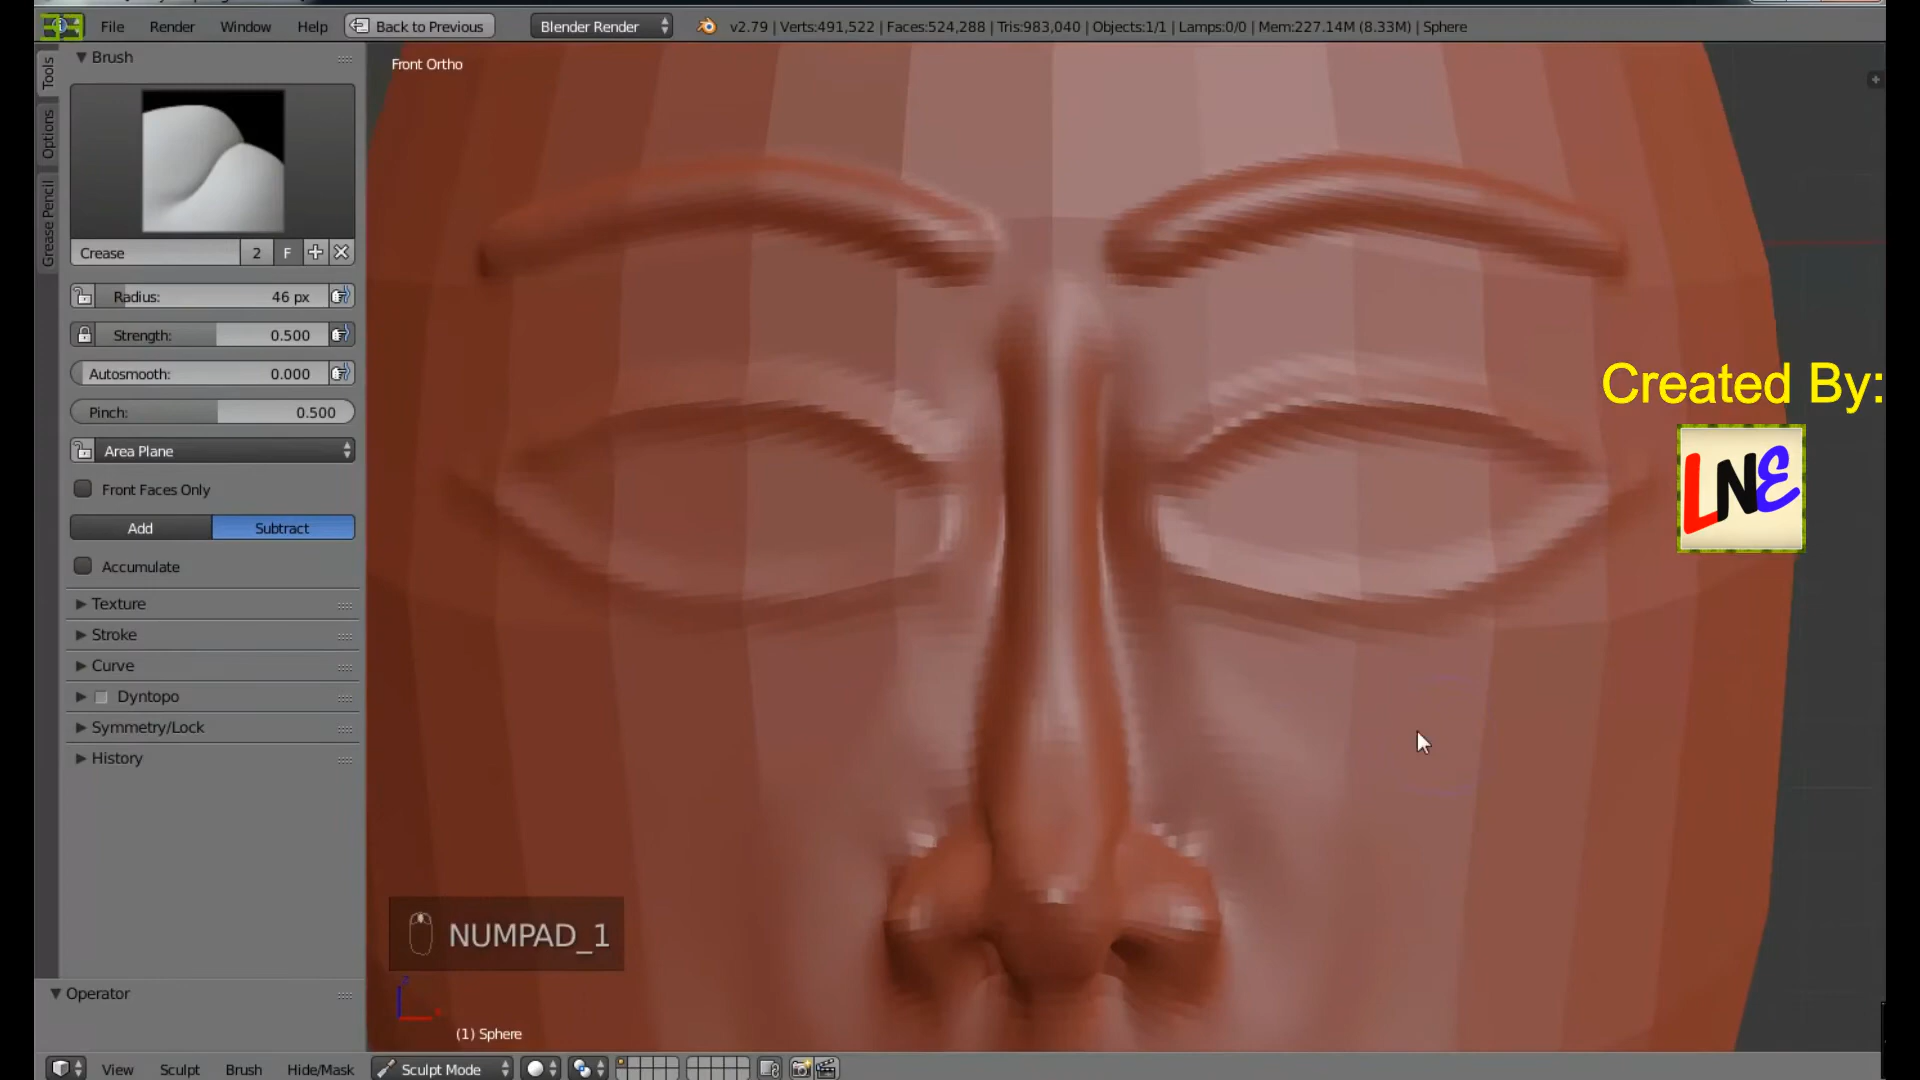 File Render Window Help Back to Previous Blender Render v2.79 | Verts:491,522 | Faces:524,288 | Tris:983,040 | Objects:1/1 | Lamps:0/0 | Mem:227.14M (8.33M) | Sphere
Tools
Options
Grease Pencil
Brush
Crease 2 F
Radius: 46 px
Strength: 0.500
Autosmooth: 0.000
Pinch: 0.500
Area Plane
Front Faces Only
Add Subtract
Accumulate
Texture
Stroke
Curve
Dyntopo
Symmetry/Lock
History
Operator
Front Ortho
Created By:
LNE
NUMPAD_1
(1) Sphere
View Sculpt Brush Hide/Mask Sculpt Mode